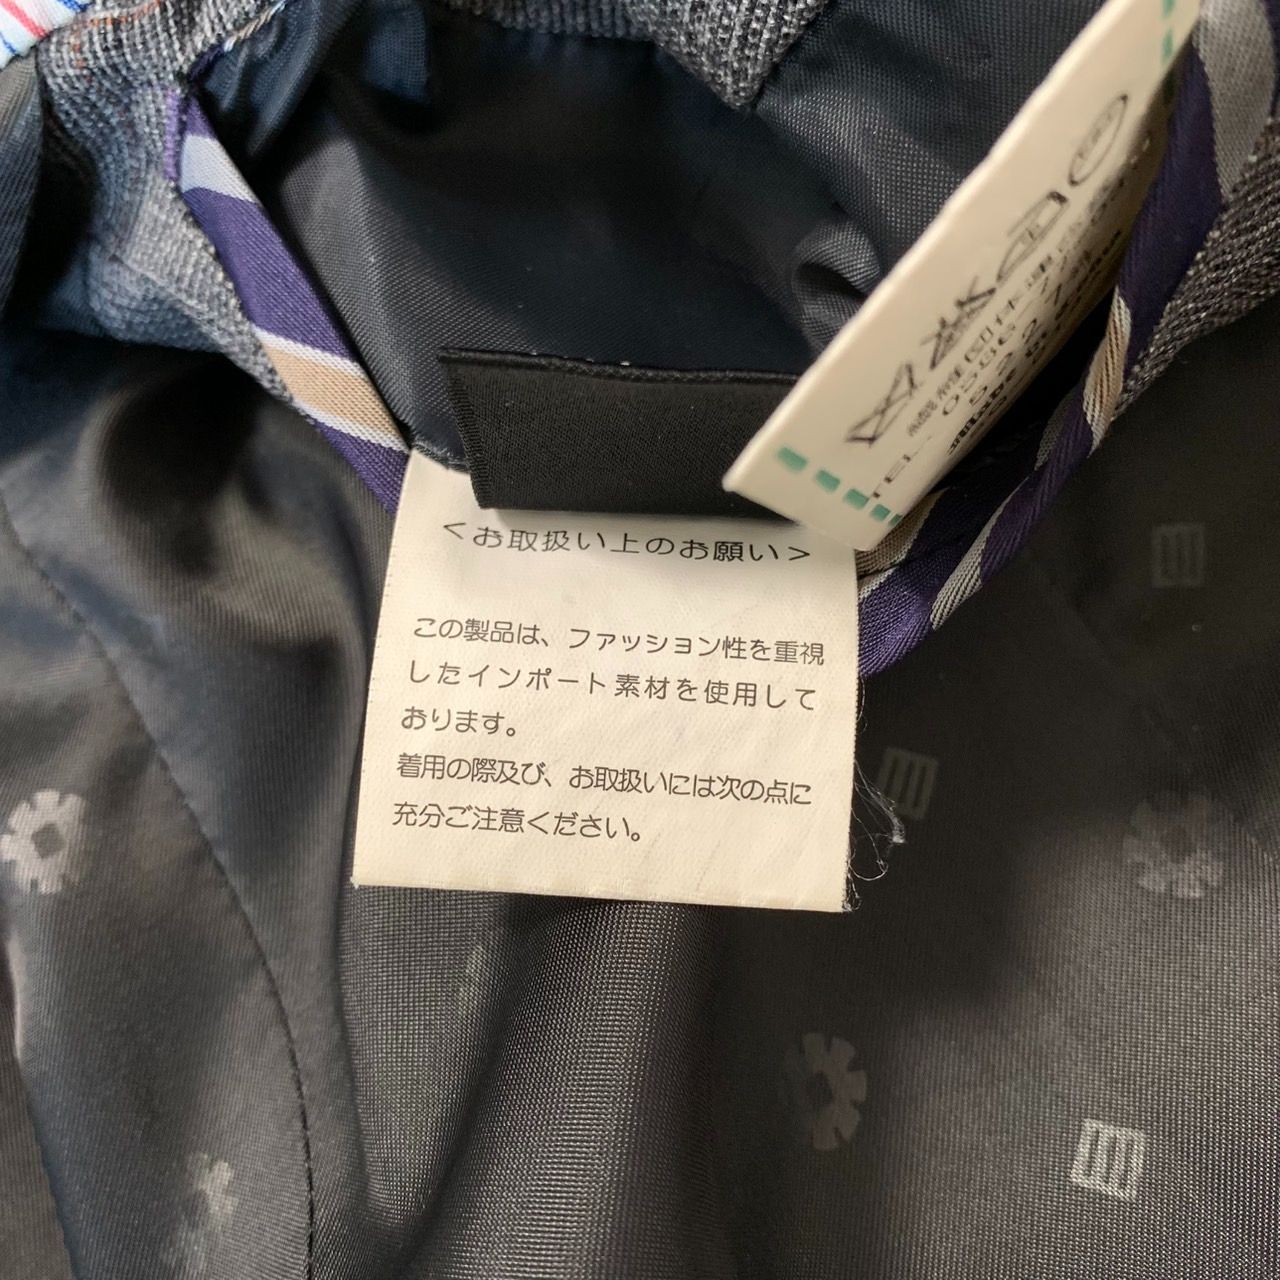 <お取扱い上のお願い>
この製品は、ファッション性を重視
したインポート素材を使用して
おります。
着用の際及び、お取扱いには次の点に
充分ご注意ください。
TEL